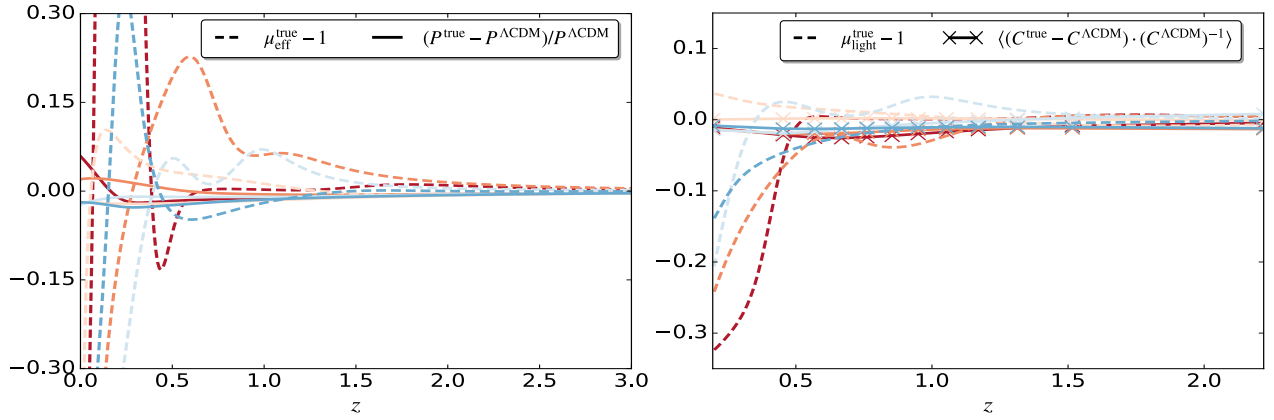 0.30
0.15
0.00
−0.15
−0.30
μ_eff^true − 1
(P^true − P^ΛCDM)/P^ΛCDM
0.0 0.5 1.0 1.5 2.0 2.5 3.0
z
0.1
0.0
−0.1
−0.2
−0.3
μ_light^true − 1
⟨(C^true − C^ΛCDM) · (C^ΛCDM)^−1⟩
0.5 1.0 1.5 2.0
z